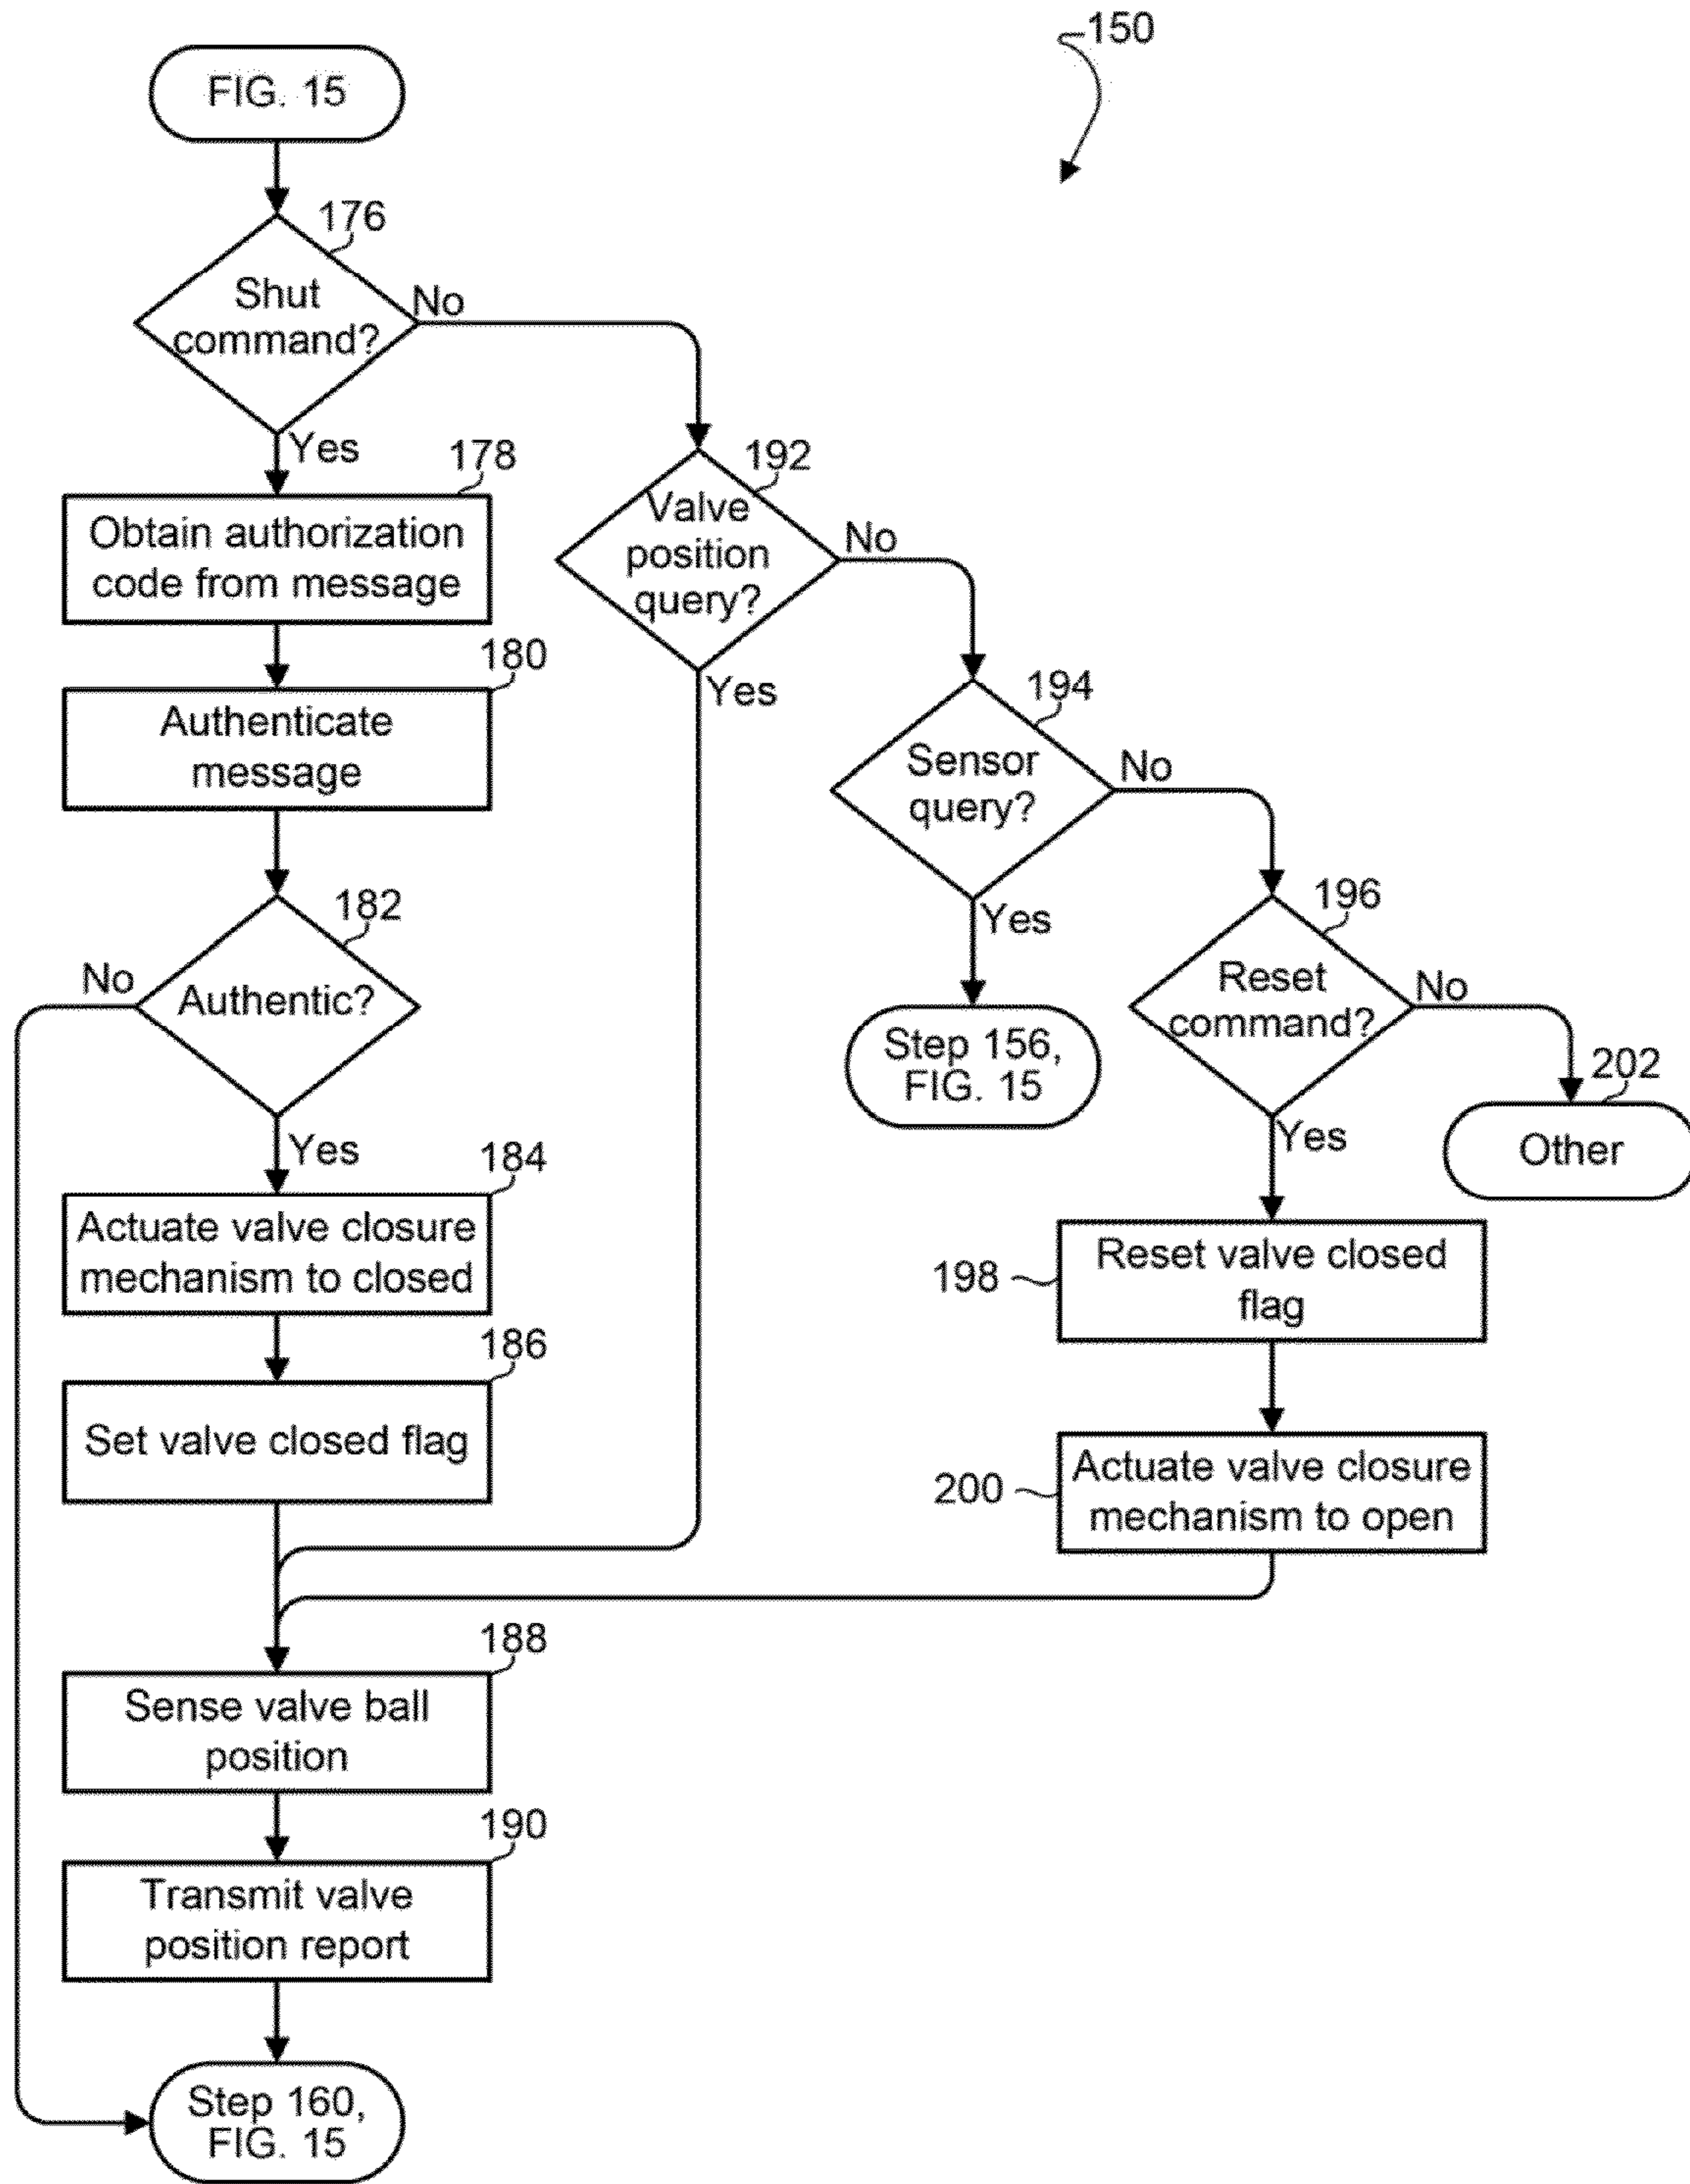 150
FIG. 15
176
Shut
command?
No
Yes
178
Obtain authorization
code from message
192
Valve
position
query?
No
Yes
180
Authenticate
message
194
Sensor
query?
No
Yes
182
Authentic?
No
Yes
196
Reset
command?
No
Yes
Step 156,
FIG. 15
202
Other
184
Actuate valve closure
mechanism to closed
198
Reset valve closed
flag
186
Set valve closed flag
200
Actuate valve closure
mechanism to open
188
Sense valve ball
position
190
Transmit valve
position report
Step 160,
FIG. 15